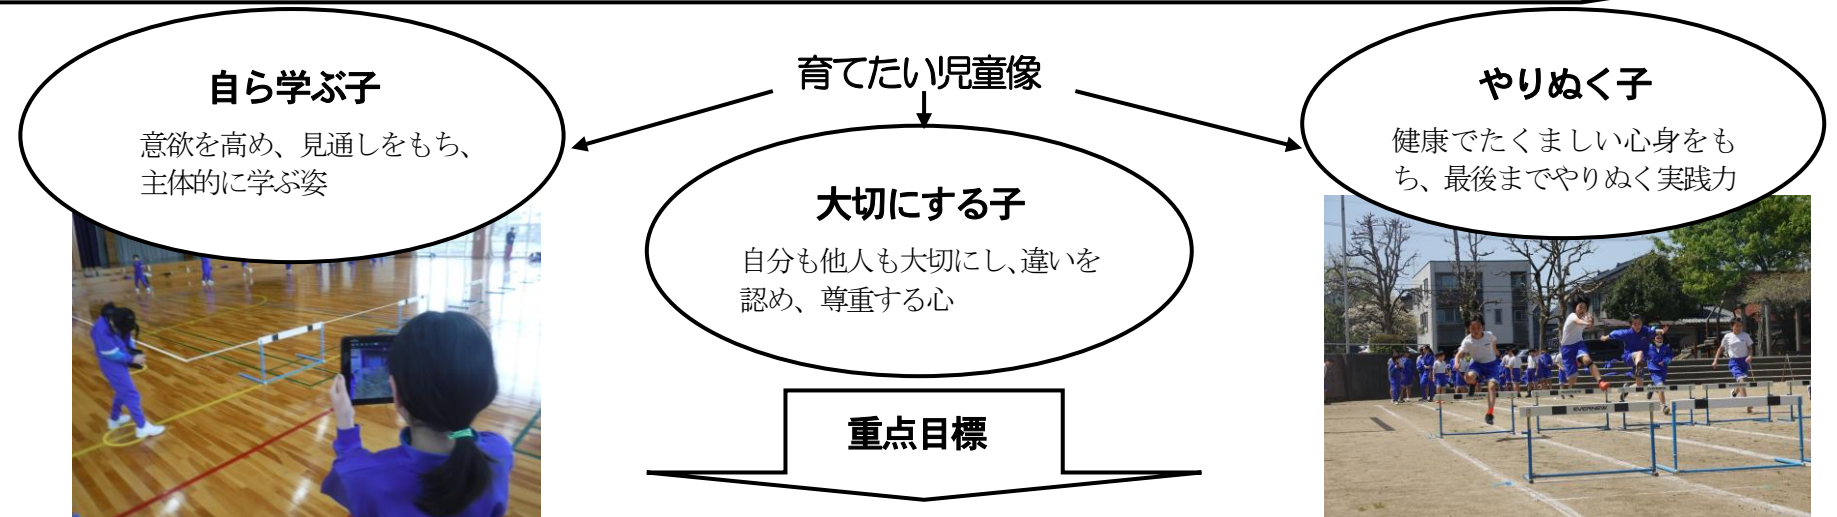 育てたい児童像
自ら学ぶ子
意欲を高め、見通しをもち、
主体的に学ぶ姿
大切にする子
自分も他人も大切にし、違いを
認め、尊重する心
やりぬく子
健康でたくましい心身をも
ち、最後までやりぬく実践力
重点目標
EVERNEW